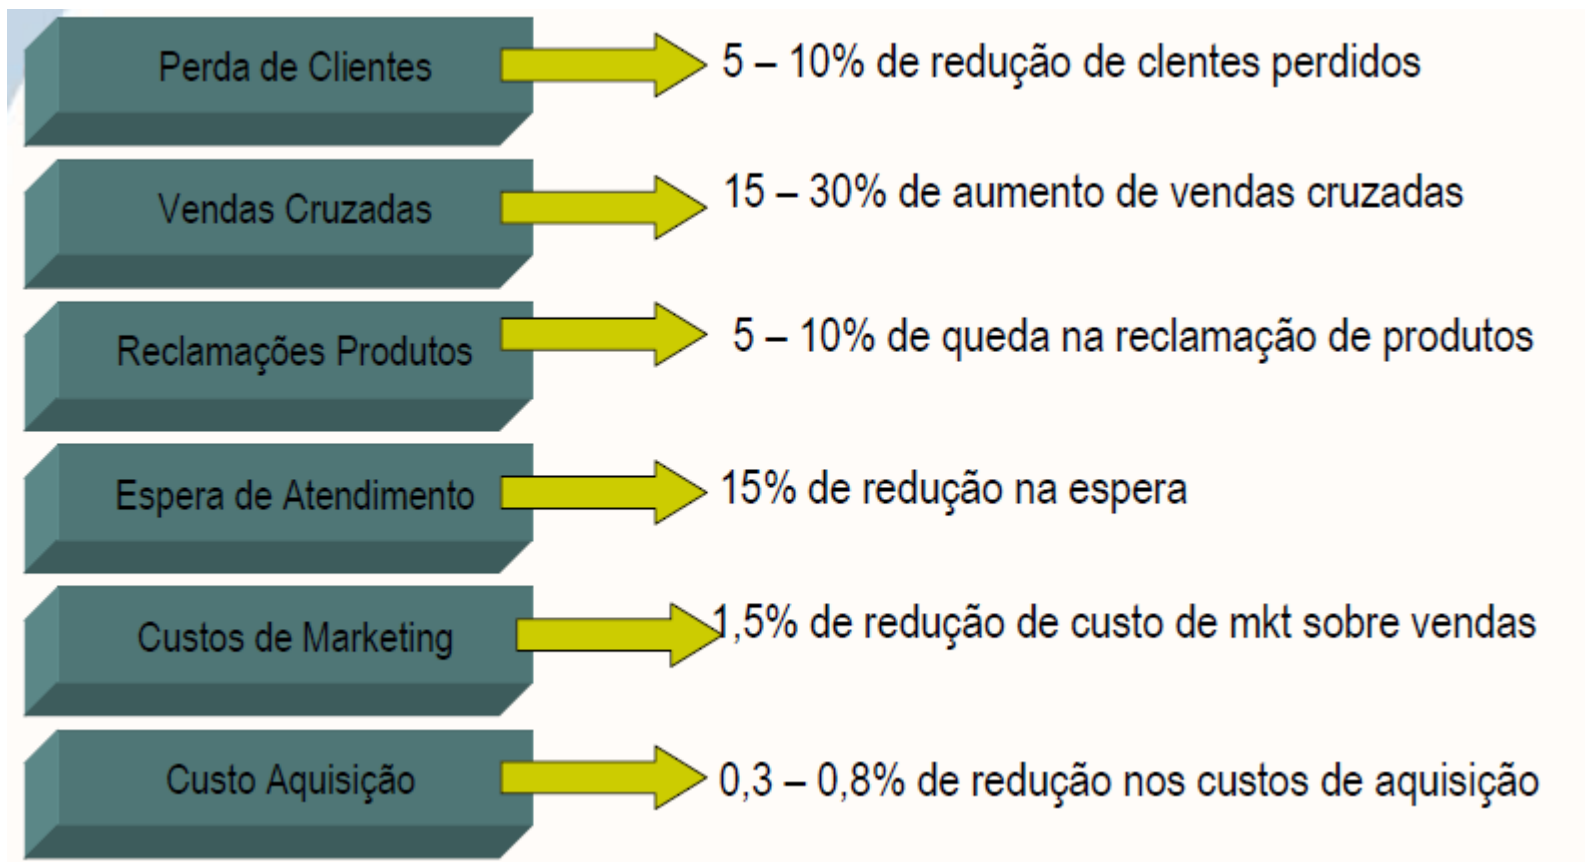 Perda de Clientes
5 – 10% de redução de clentes perdidos
Vendas Cruzadas
15 – 30% de aumento de vendas cruzadas
Reclamações Produtos
5 – 10% de queda na reclamação de produtos
Espera de Atendimento
15% de redução na espera
Custos de Marketing
1,5% de redução de custo de mkt sobre vendas
Custo Aquisição
0,3 – 0,8% de redução nos custos de aquisição